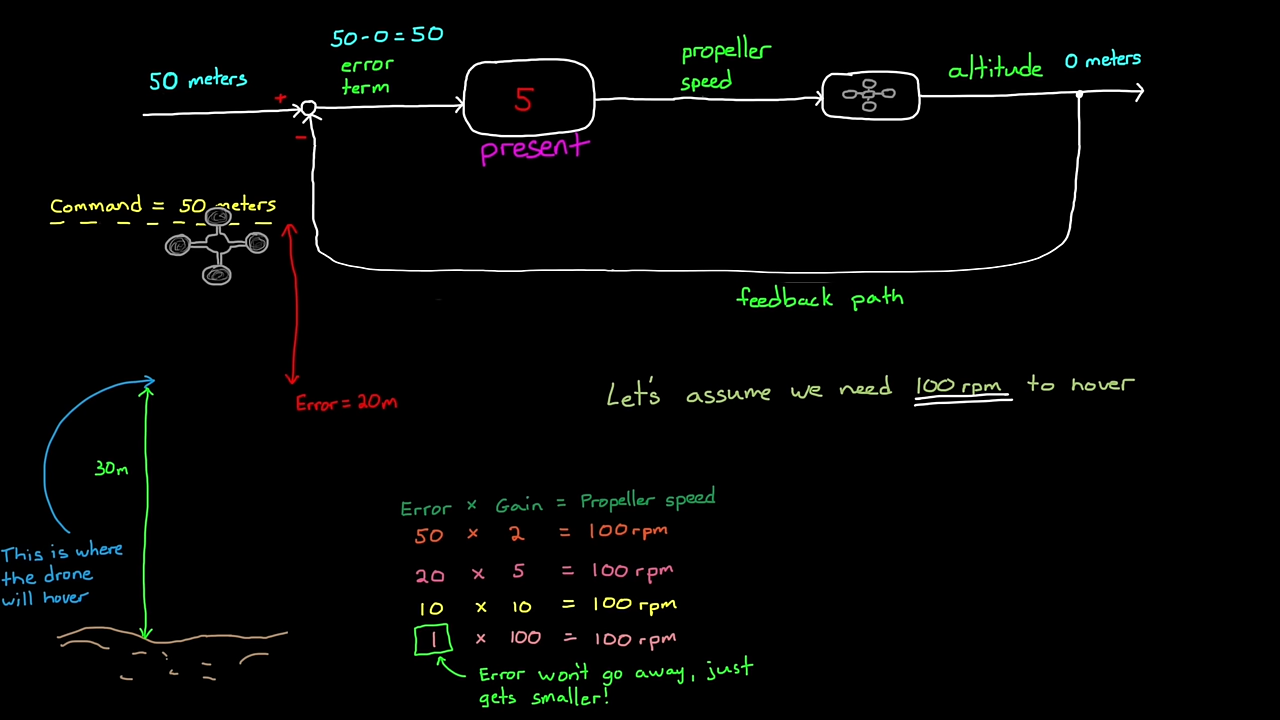 50 - 0 = 50
error
term
50 meters
+
-
5
present
propeller
speed
altitude
0 meters
feedback path
Command = 50 meters
Error = 20m
30m
This is where
the drone
will hover
Let's assume we need 100 rpm to hover
Error × Gain = Propeller speed
50 × 2 = 100 rpm
20 × 5 = 100 rpm
10 × 10 = 100 rpm
1 × 100 = 100 rpm
Error won't go away, just
gets smaller!